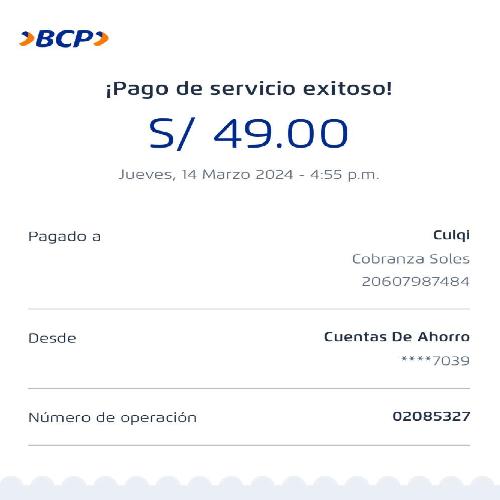 BCP
¡Pago de servicio exitoso!
S/ 49.00
Jueves, 14 Marzo 2024 - 4:55 p.m.
Pagado a
Culqi
Cobranza Soles
20607987484
Desde
Cuentas De Ahorro
****7039
Número de operación
02085327